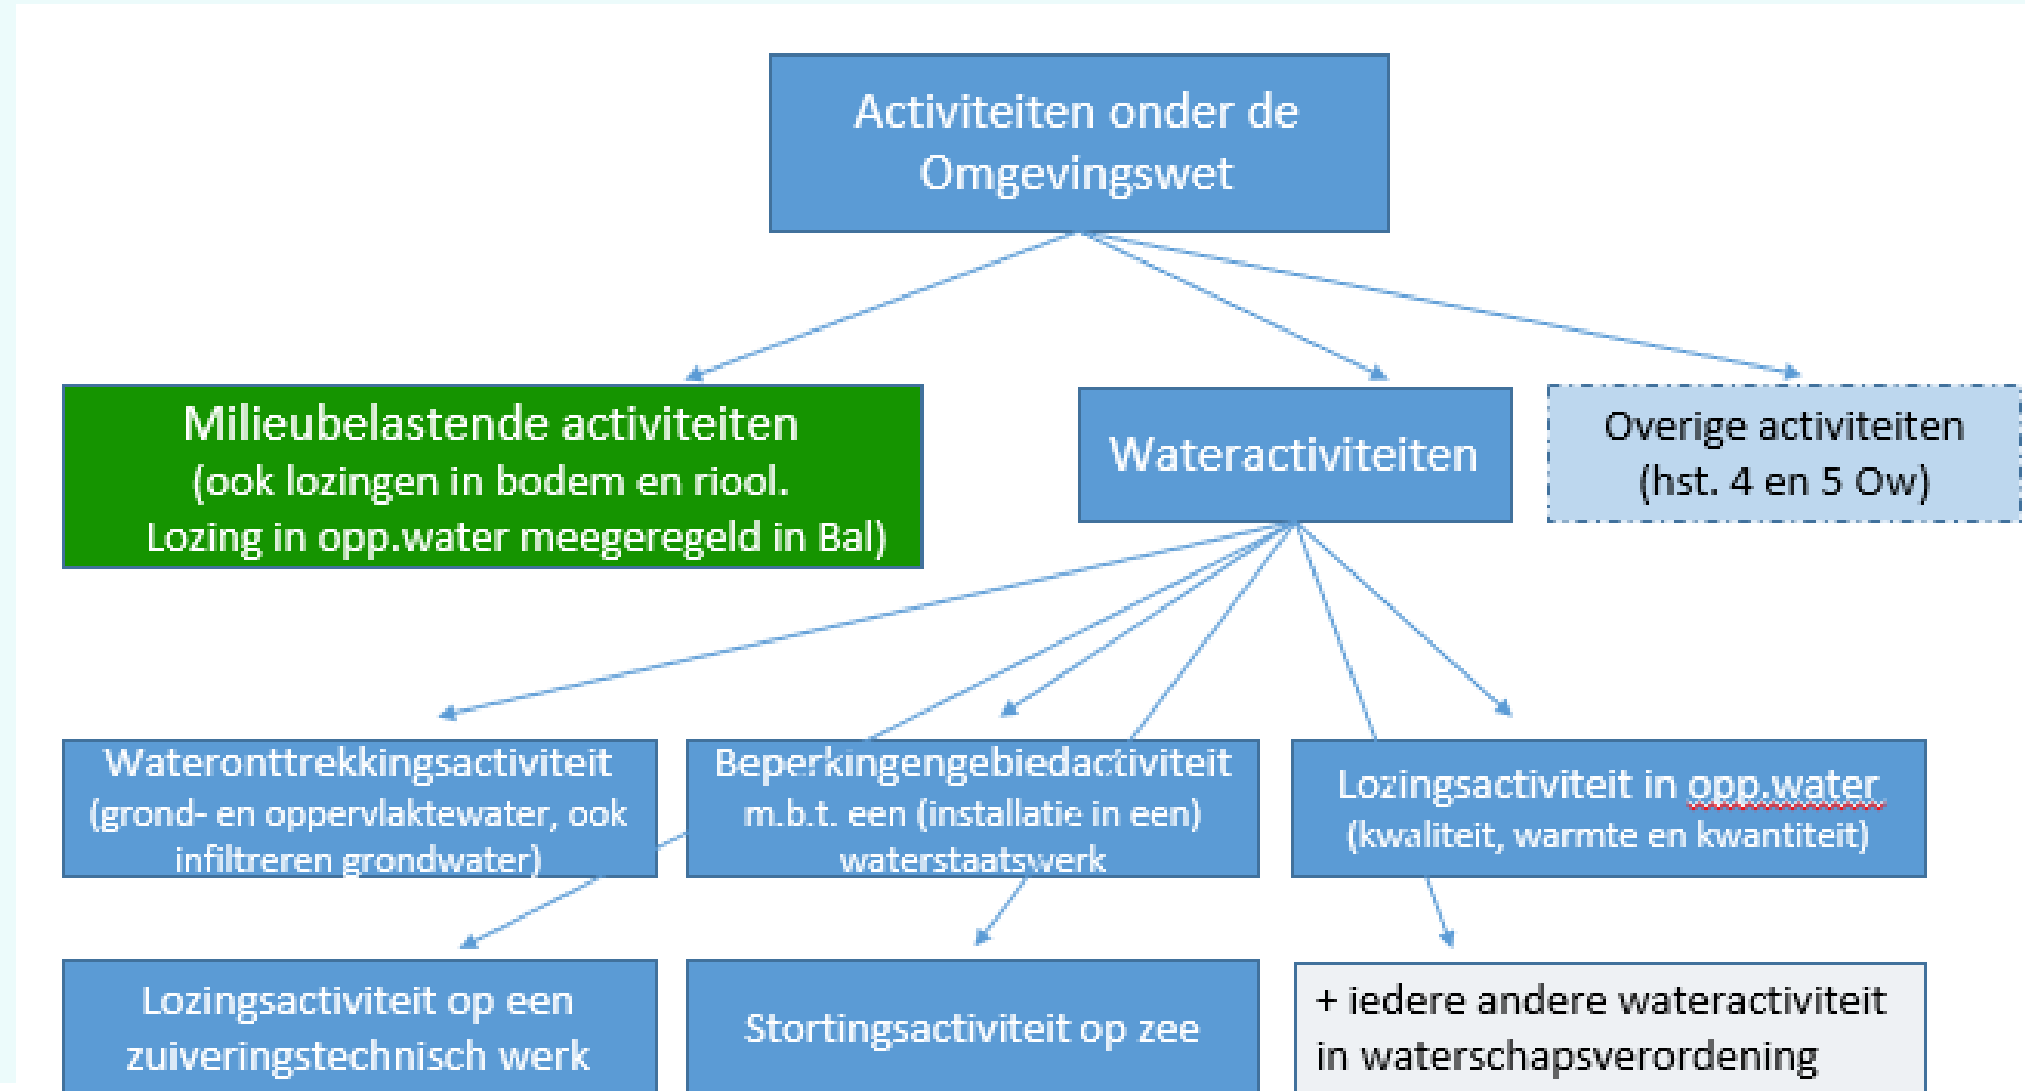 Activiteiten onder de
Omgevingswet
Milieubelastende activiteiten
(ook lozingen in bodem en riool.
Lozing in opp.water meegeregeld in Bal)
Wateractiviteiten
Overige activiteiten
(hst. 4 en 5 Ow)
Wateronttrekkingsactiviteit
(grond- en oppervlaktewater, ook
infiltreren grondwater)
Beperkingengebiedactiviteit
m.b.t. een (installatie in een)
waterstaatswerk
Lozingsactiviteit in opp.water
(kwaliteit, warmte en kwantiteit)
Lozingsactiviteit op een
zuiveringstechnisch werk
Stortingsactiviteit op zee
+ iedere andere wateractiviteit
in waterschapsverordening